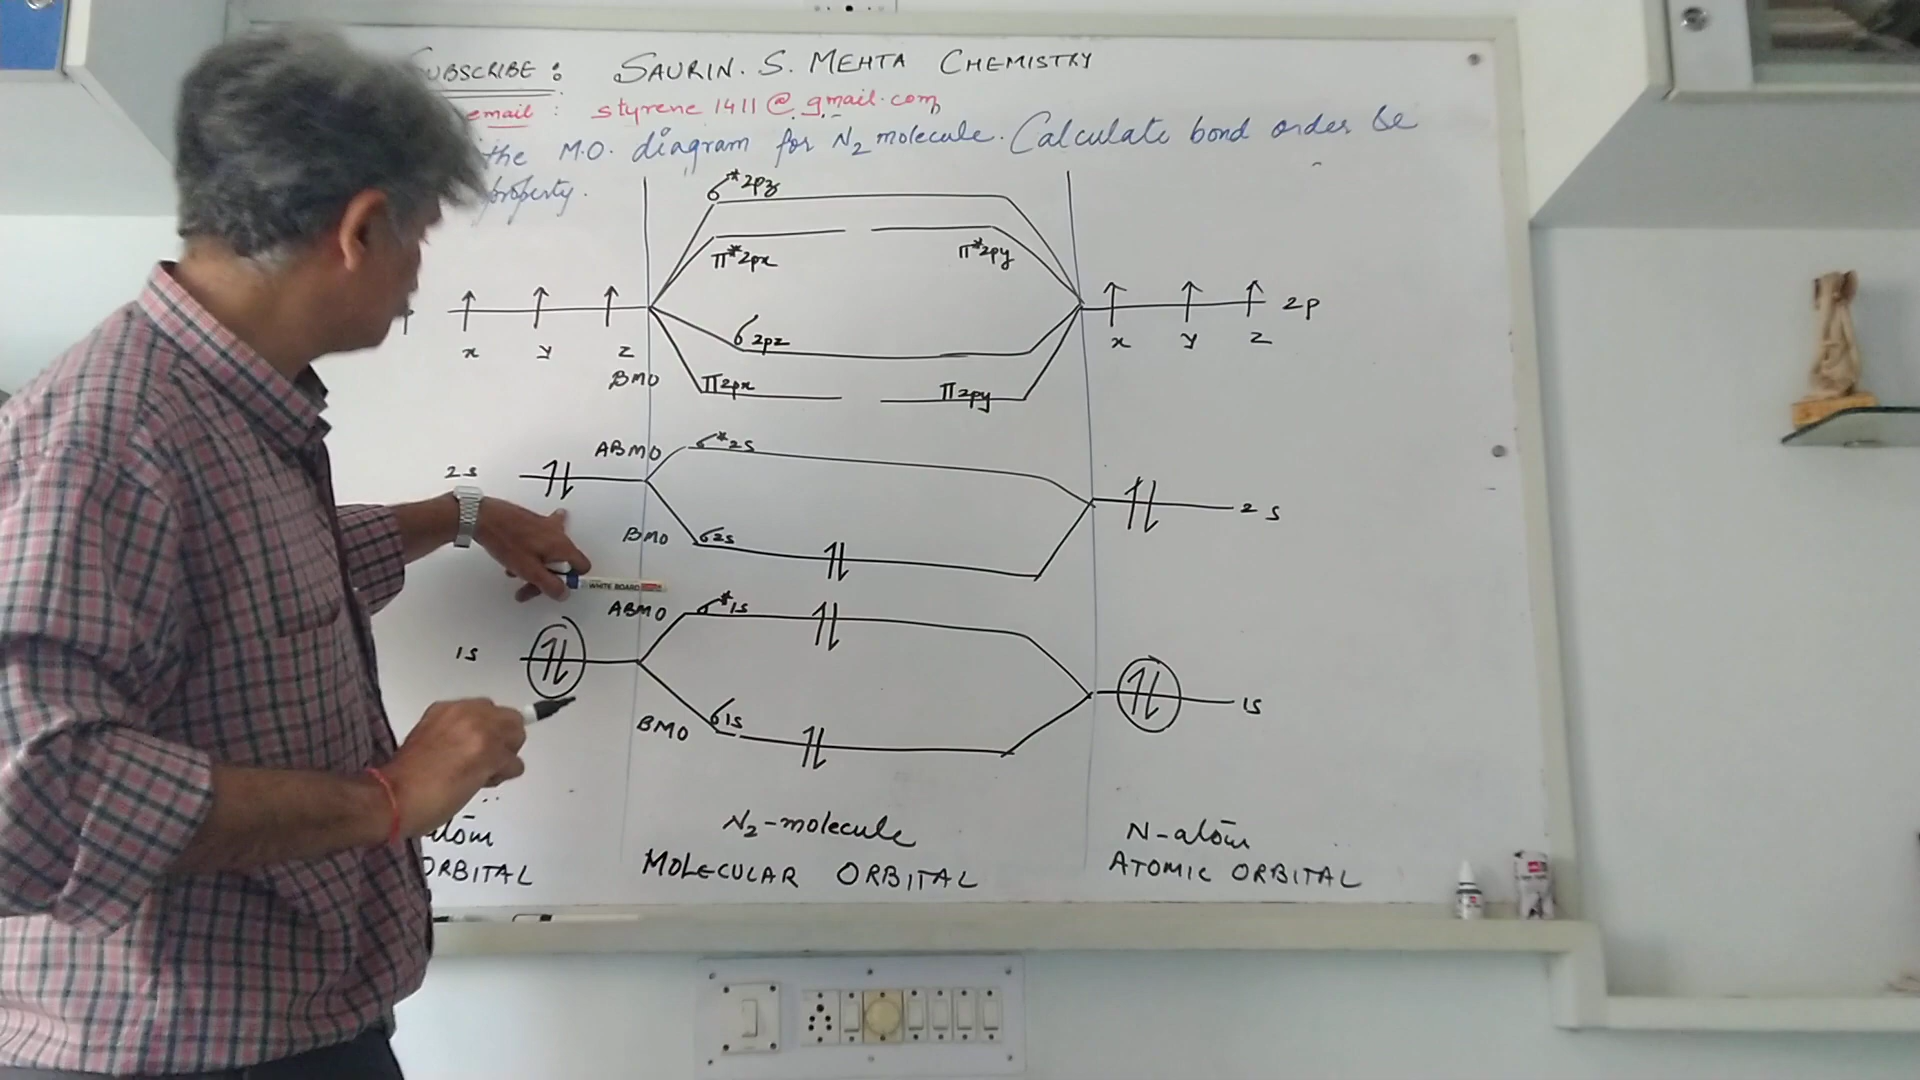 SUBSCRIBE: SAURIN. S. MEHTA CHEMISTRY
email : styrene1411@gmail.com
the M.O. diagram for N2 molecule. Calculate bond order &
property.
σ*2pz
π*2px π*2py
2p
x y z
x y z
σ2pz
BMO π2px π2py
ABMO σ*2s
2s 2s
BMO σ2s
WHITE BOARD
ABMO σ*1s
1s 1s
BMO σ1s
atom N2-molecule N-atom
ORBITAL MOLECULAR ORBITAL ATOMIC ORBITAL